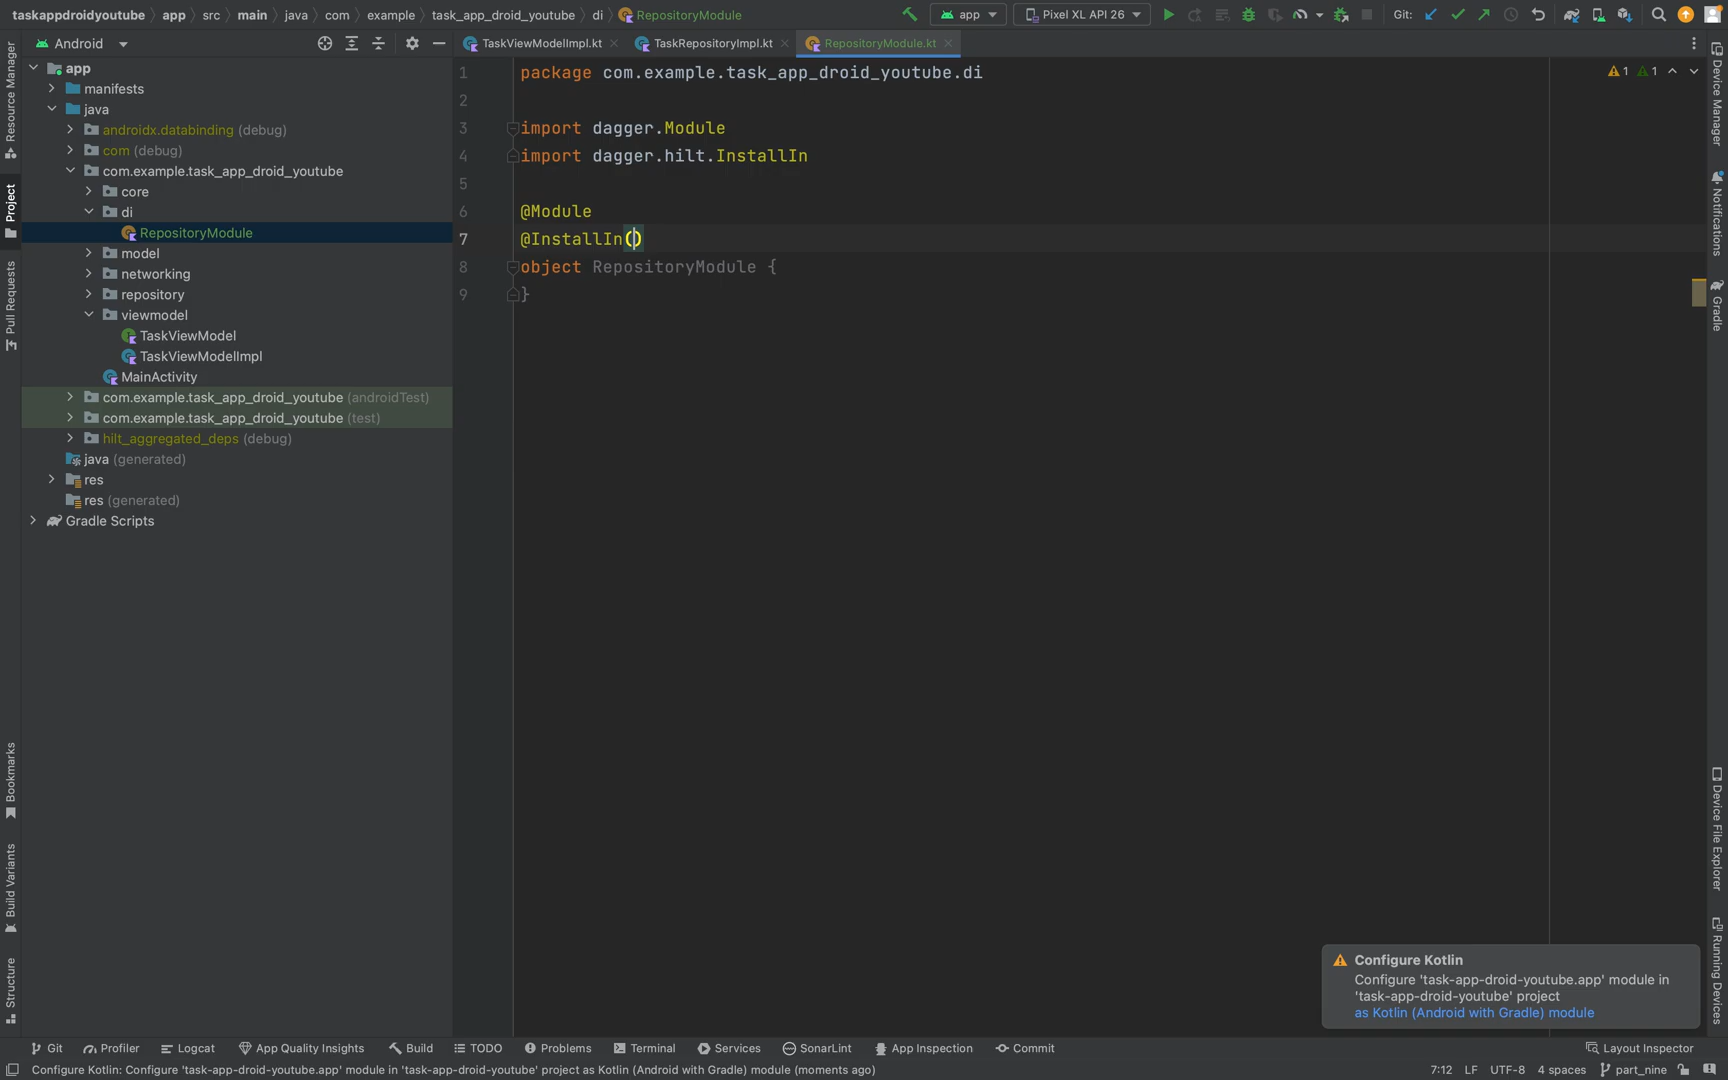 taskappdroidyoutube app src main java com example task_app_droid_youtube di RepositoryModule app Pixel XL API 26 Git:
Android
TaskViewModelImpl.kt TaskRepositoryImpl.kt RepositoryModule.kt
Resource Manager
Project
Pull Requests
Bookmarks
Build Variants
Structure
app
manifests
java
androidx.databinding (debug)
com (debug)
com.example.task_app_droid_youtube
core
di
RepositoryModule
model
networking
repository
viewmodel
TaskViewModel
TaskViewModelImpl
MainActivity
com.example.task_app_droid_youtube (androidTest)
com.example.task_app_droid_youtube (test)
hilt_aggregated_deps (debug)
java (generated)
res
res (generated)
Gradle Scripts
1 package com.example.task_app_droid_youtube.di
2
3 import dagger.Module
4 import dagger.hilt.InstallIn
5
6 @Module
7 @InstallIn()
8 object RepositoryModule {
9 }
1 1
Device Manager
Notifications
Gradle
Device File Explorer
Running Devices
Configure Kotlin
Configure 'task-app-droid-youtube.app' module in
'task-app-droid-youtube' project
as Kotlin (Android with Gradle) module
Git Profiler Logcat App Quality Insights Build TODO Problems Terminal Services SonarLint App Inspection Commit Layout Inspector
Configure Kotlin: Configure 'task-app-droid-youtube.app' module in 'task-app-droid-youtube' project as Kotlin (Android with Gradle) module (moments ago) 7:12 LF UTF-8 4 spaces part_nine